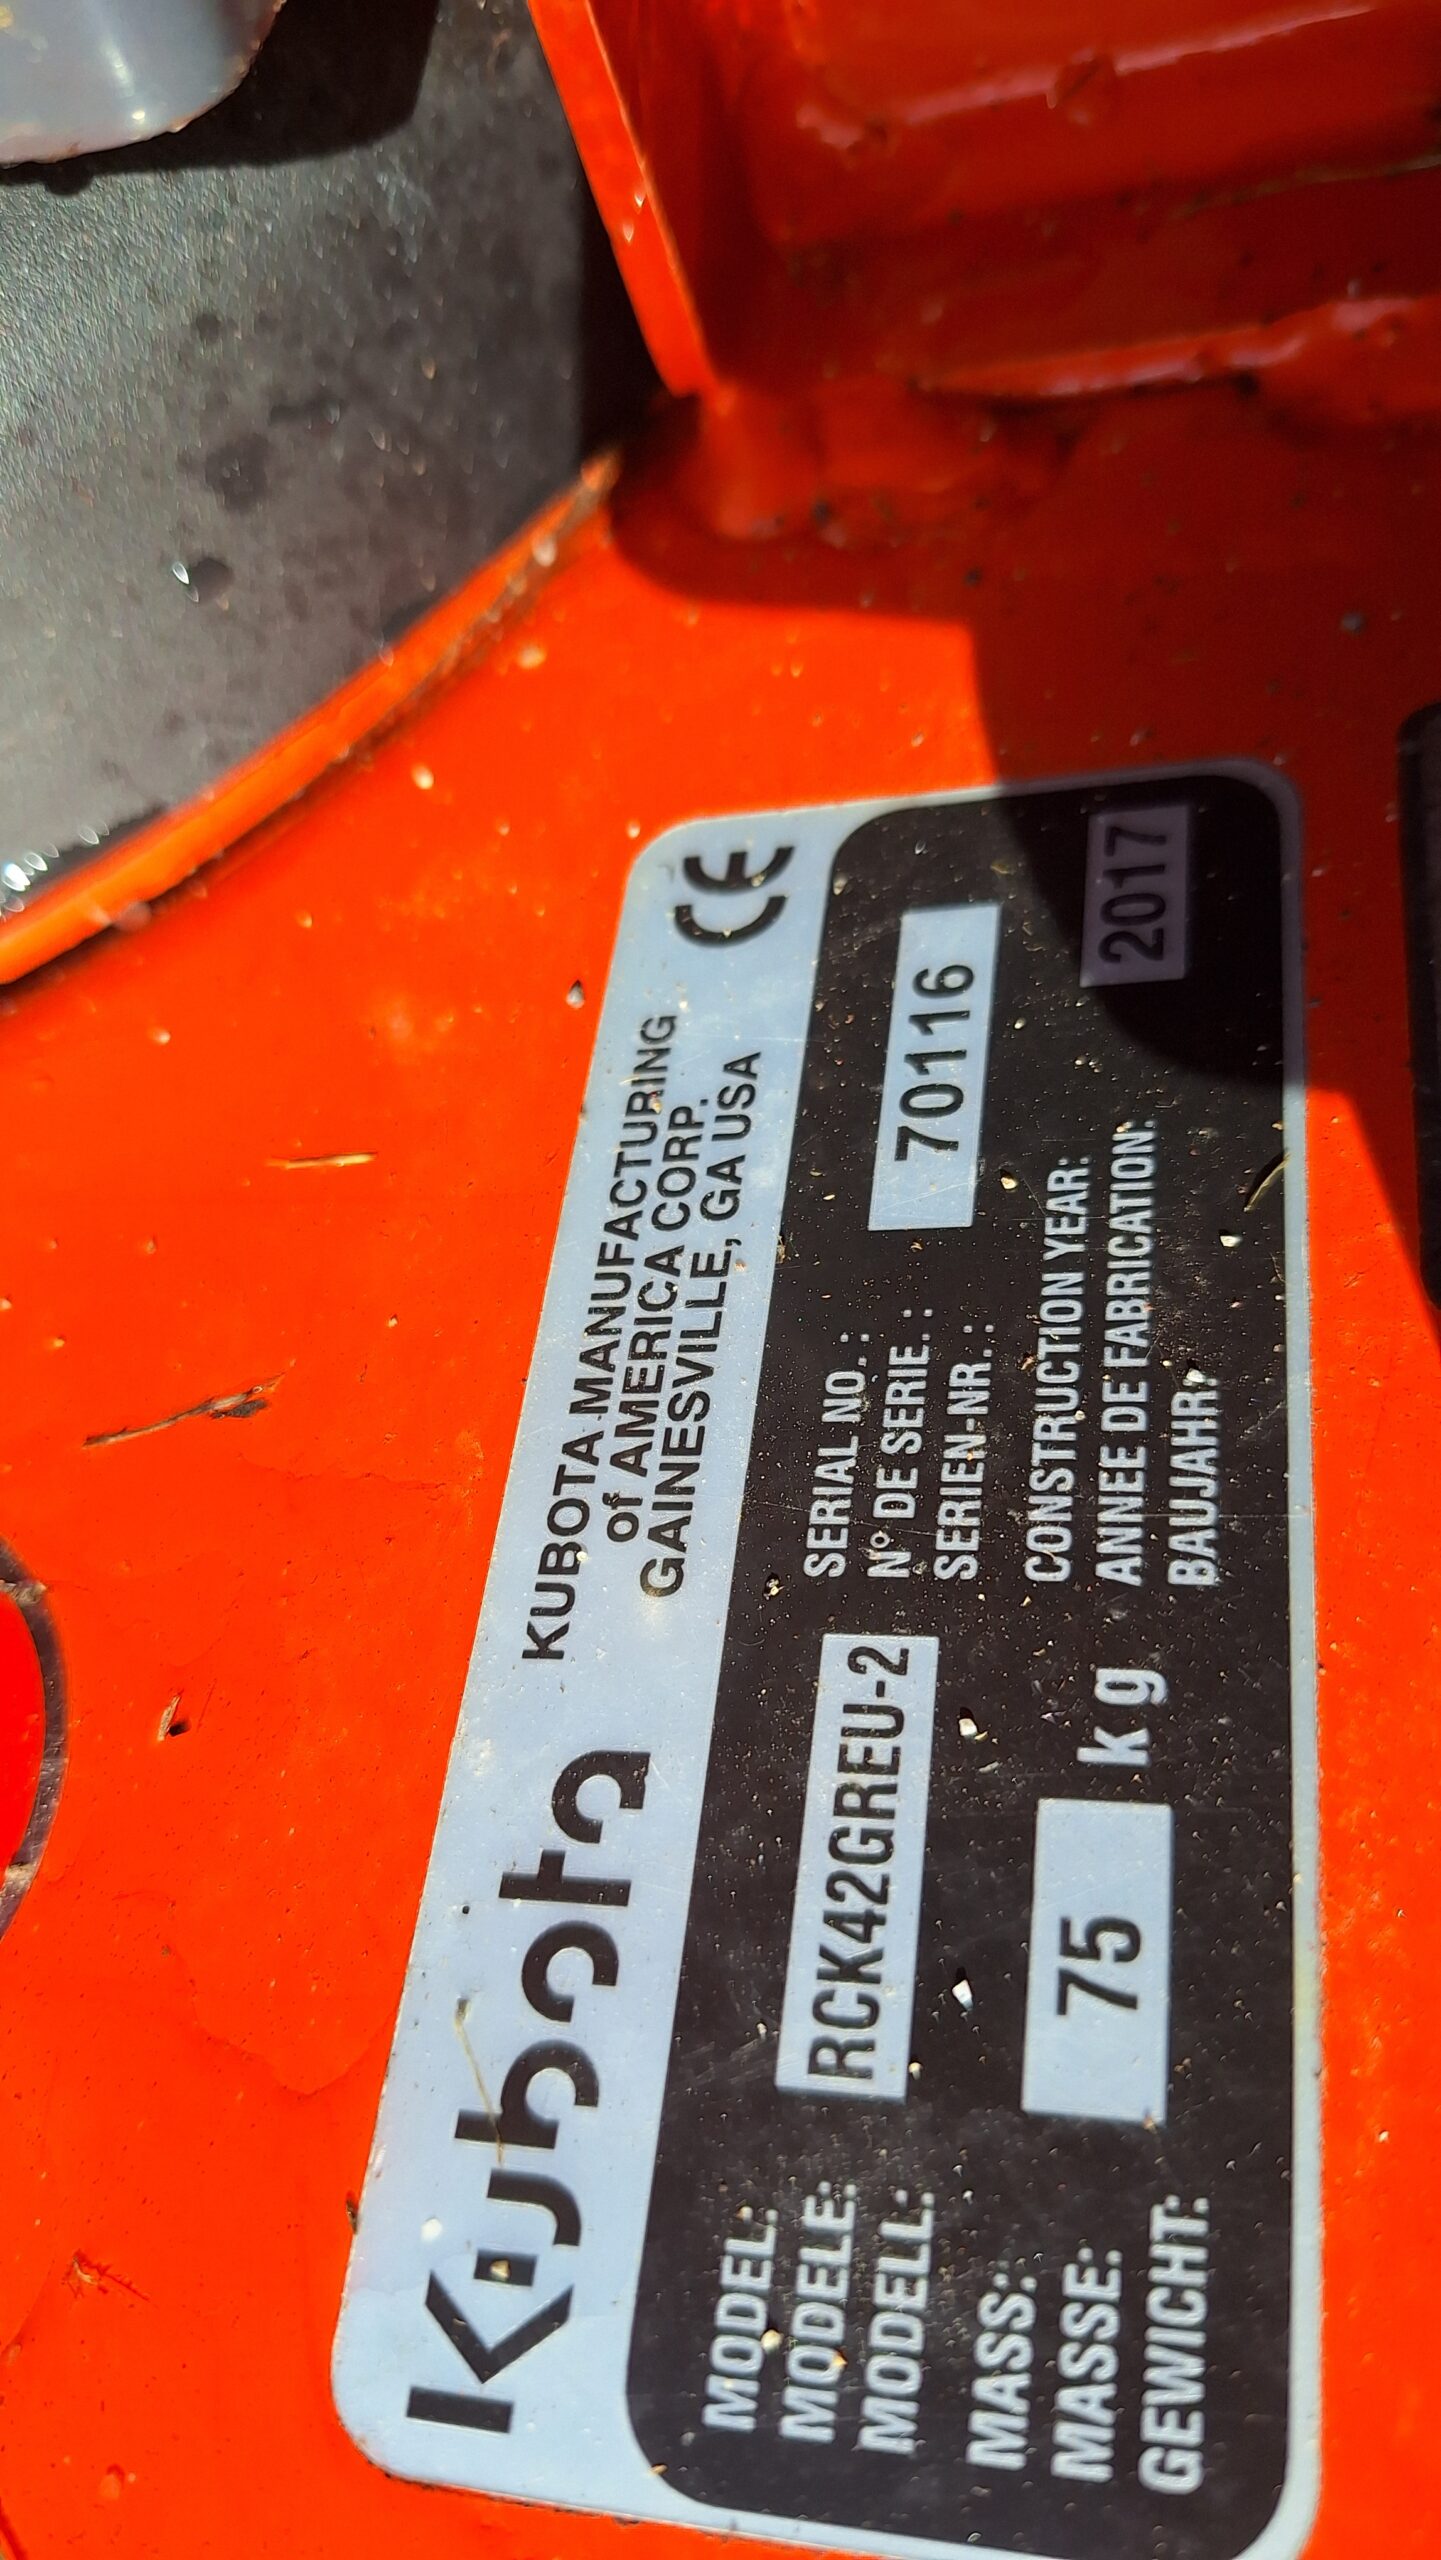 Kubota
KUBOTA MANUFACTURING
of AMERICA CORP.
GAINESVILLE, GA USA
CE
MODEL:
MODELE:
MODELL:
RCK42GREU-2
SERIAL NO.:
N° DE SERIE. :
SERIEN-NR.:
70116
MASS:
MASSE:
GEWICHT:
75
kg
CONSTRUCTION YEAR:
ANNEE DE FABRICATION:
BAUJAHR:
2017